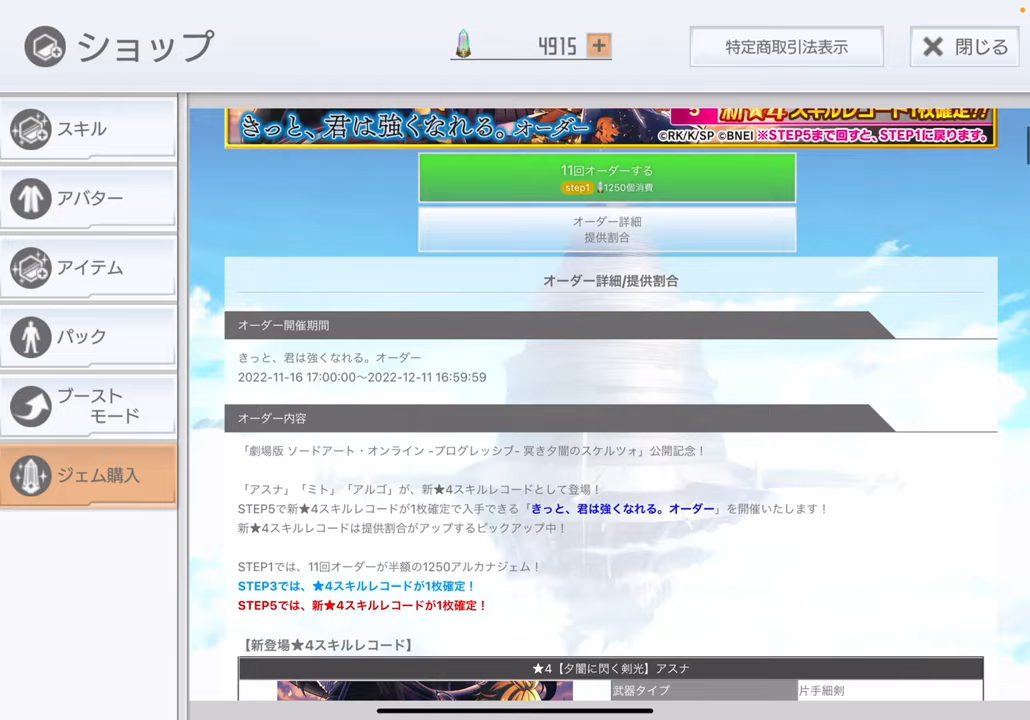 ショップ
4915
特定商取引法表示
閉じる
スキル
アバター
アイテム
パック
ブースト
モード
ジェム購入
きっと、君は強くなれる。オーダー
新★4スキルレコード1枚確定!!
©RK/K/SP ©BNEI ※STEP5まで回すと、STEP1に戻ります。
11回オーダーする
step1 1250個消費
オーダー詳細
提供割合
オーダー詳細/提供割合
オーダー開催期間
きっと、君は強くなれる。オーダー
2022-11-16 17:00:00～2022-12-11 16:59:59
オーダー内容
「劇場版 ソードアート・オンライン -プログレッシブ- 冥き夕闇のスケルツォ」公開記念！
「アスナ」「ミト」「アルゴ」が、新★4スキルレコードとして登場！
STEP5で新★4スキルレコードが1枚確定で入手できる「きっと、君は強くなれる。オーダー」を開催いたします！
新★4スキルレコードは提供割合がアップするピックアップ中！
STEP1では、11回オーダーが半額の1250アルカナジェム！
STEP3では、★4スキルレコードが1枚確定！
STEP5では、新★4スキルレコードが1枚確定！
【新登場★4スキルレコード】
★4【夕闇に閃く剣光】アスナ
武器タイプ
片手細剣